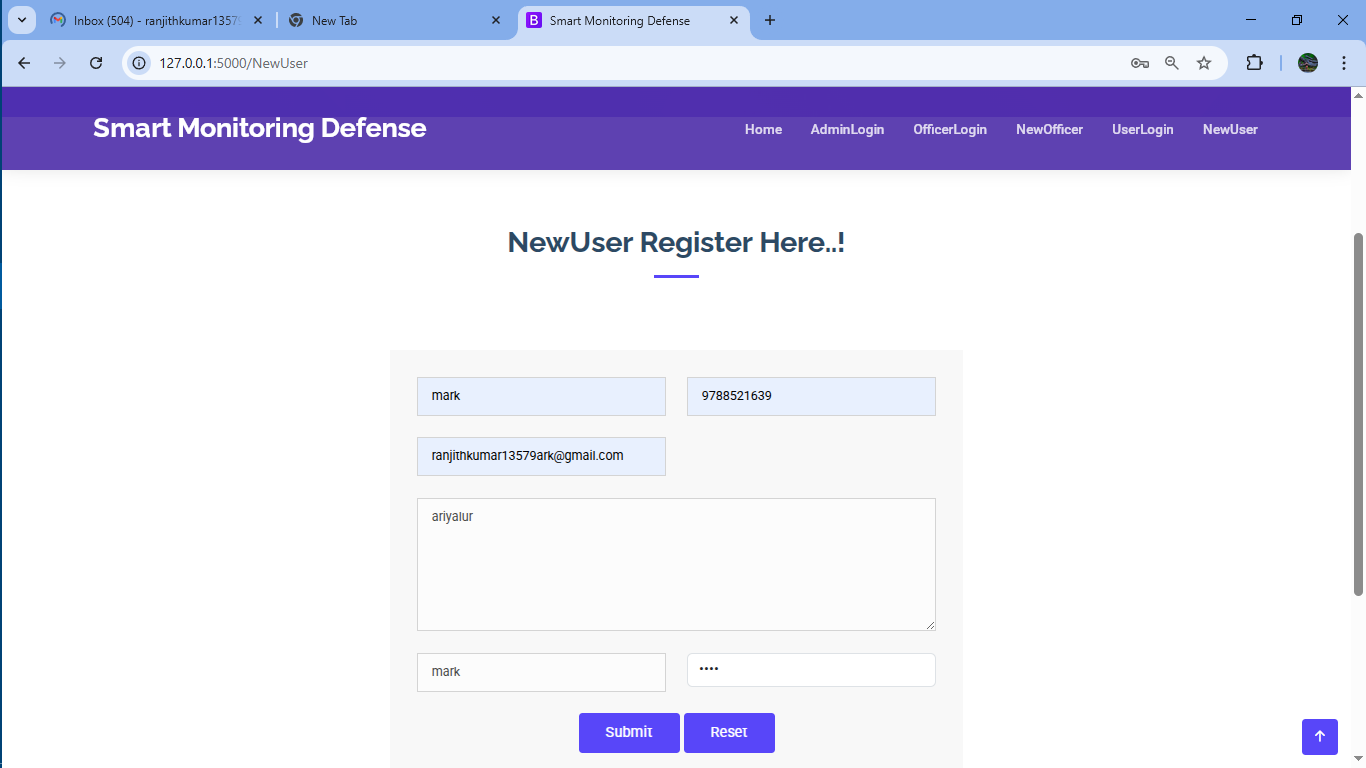 Inbox (504) - ranjithkumar1357
New Tab
Smart Monitoring Defense
127.0.0.1:5000/NewUser
Smart Monitoring Defense
Home AdminLogin OfficerLogin NewOfficer UserLogin NewUser
NewUser Register Here..!
mark 9788521639
ranjithkumar13579ark@gmail.com
ariyalur
mark ••••
Submit Reset